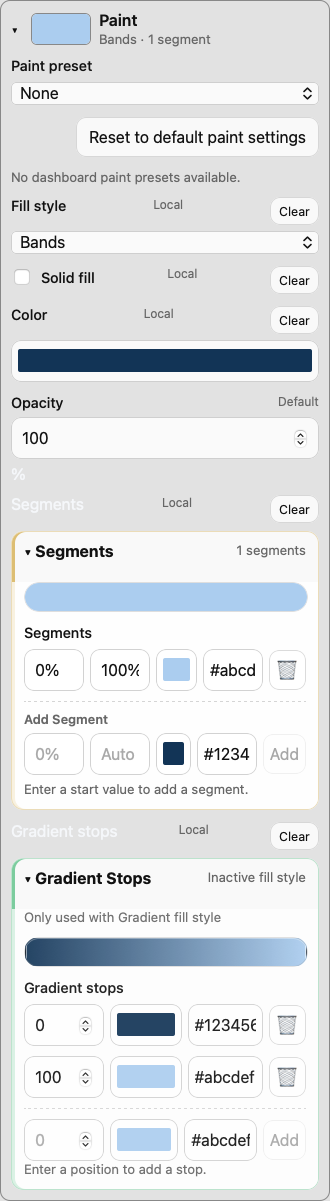 Paint
Bands · 1 segment
Paint preset
None
Reset to default paint settings
No dashboard paint presets available.
Fill style Local Clear
Bands
Solid fill Local Clear
Color Local Clear
Opacity Default
100
%
Segments Local Clear
Segments 1 segments
Segments
0% 100% #abcd
Add Segment
0% Auto #1234 Add
Enter a start value to add a segment.
Gradient stops Local Clear
Gradient Stops Inactive fill style
Only used with Gradient fill style
Gradient stops
0 #123456
100 #abcdef
0 #abcdef Add
Enter a position to add a stop.